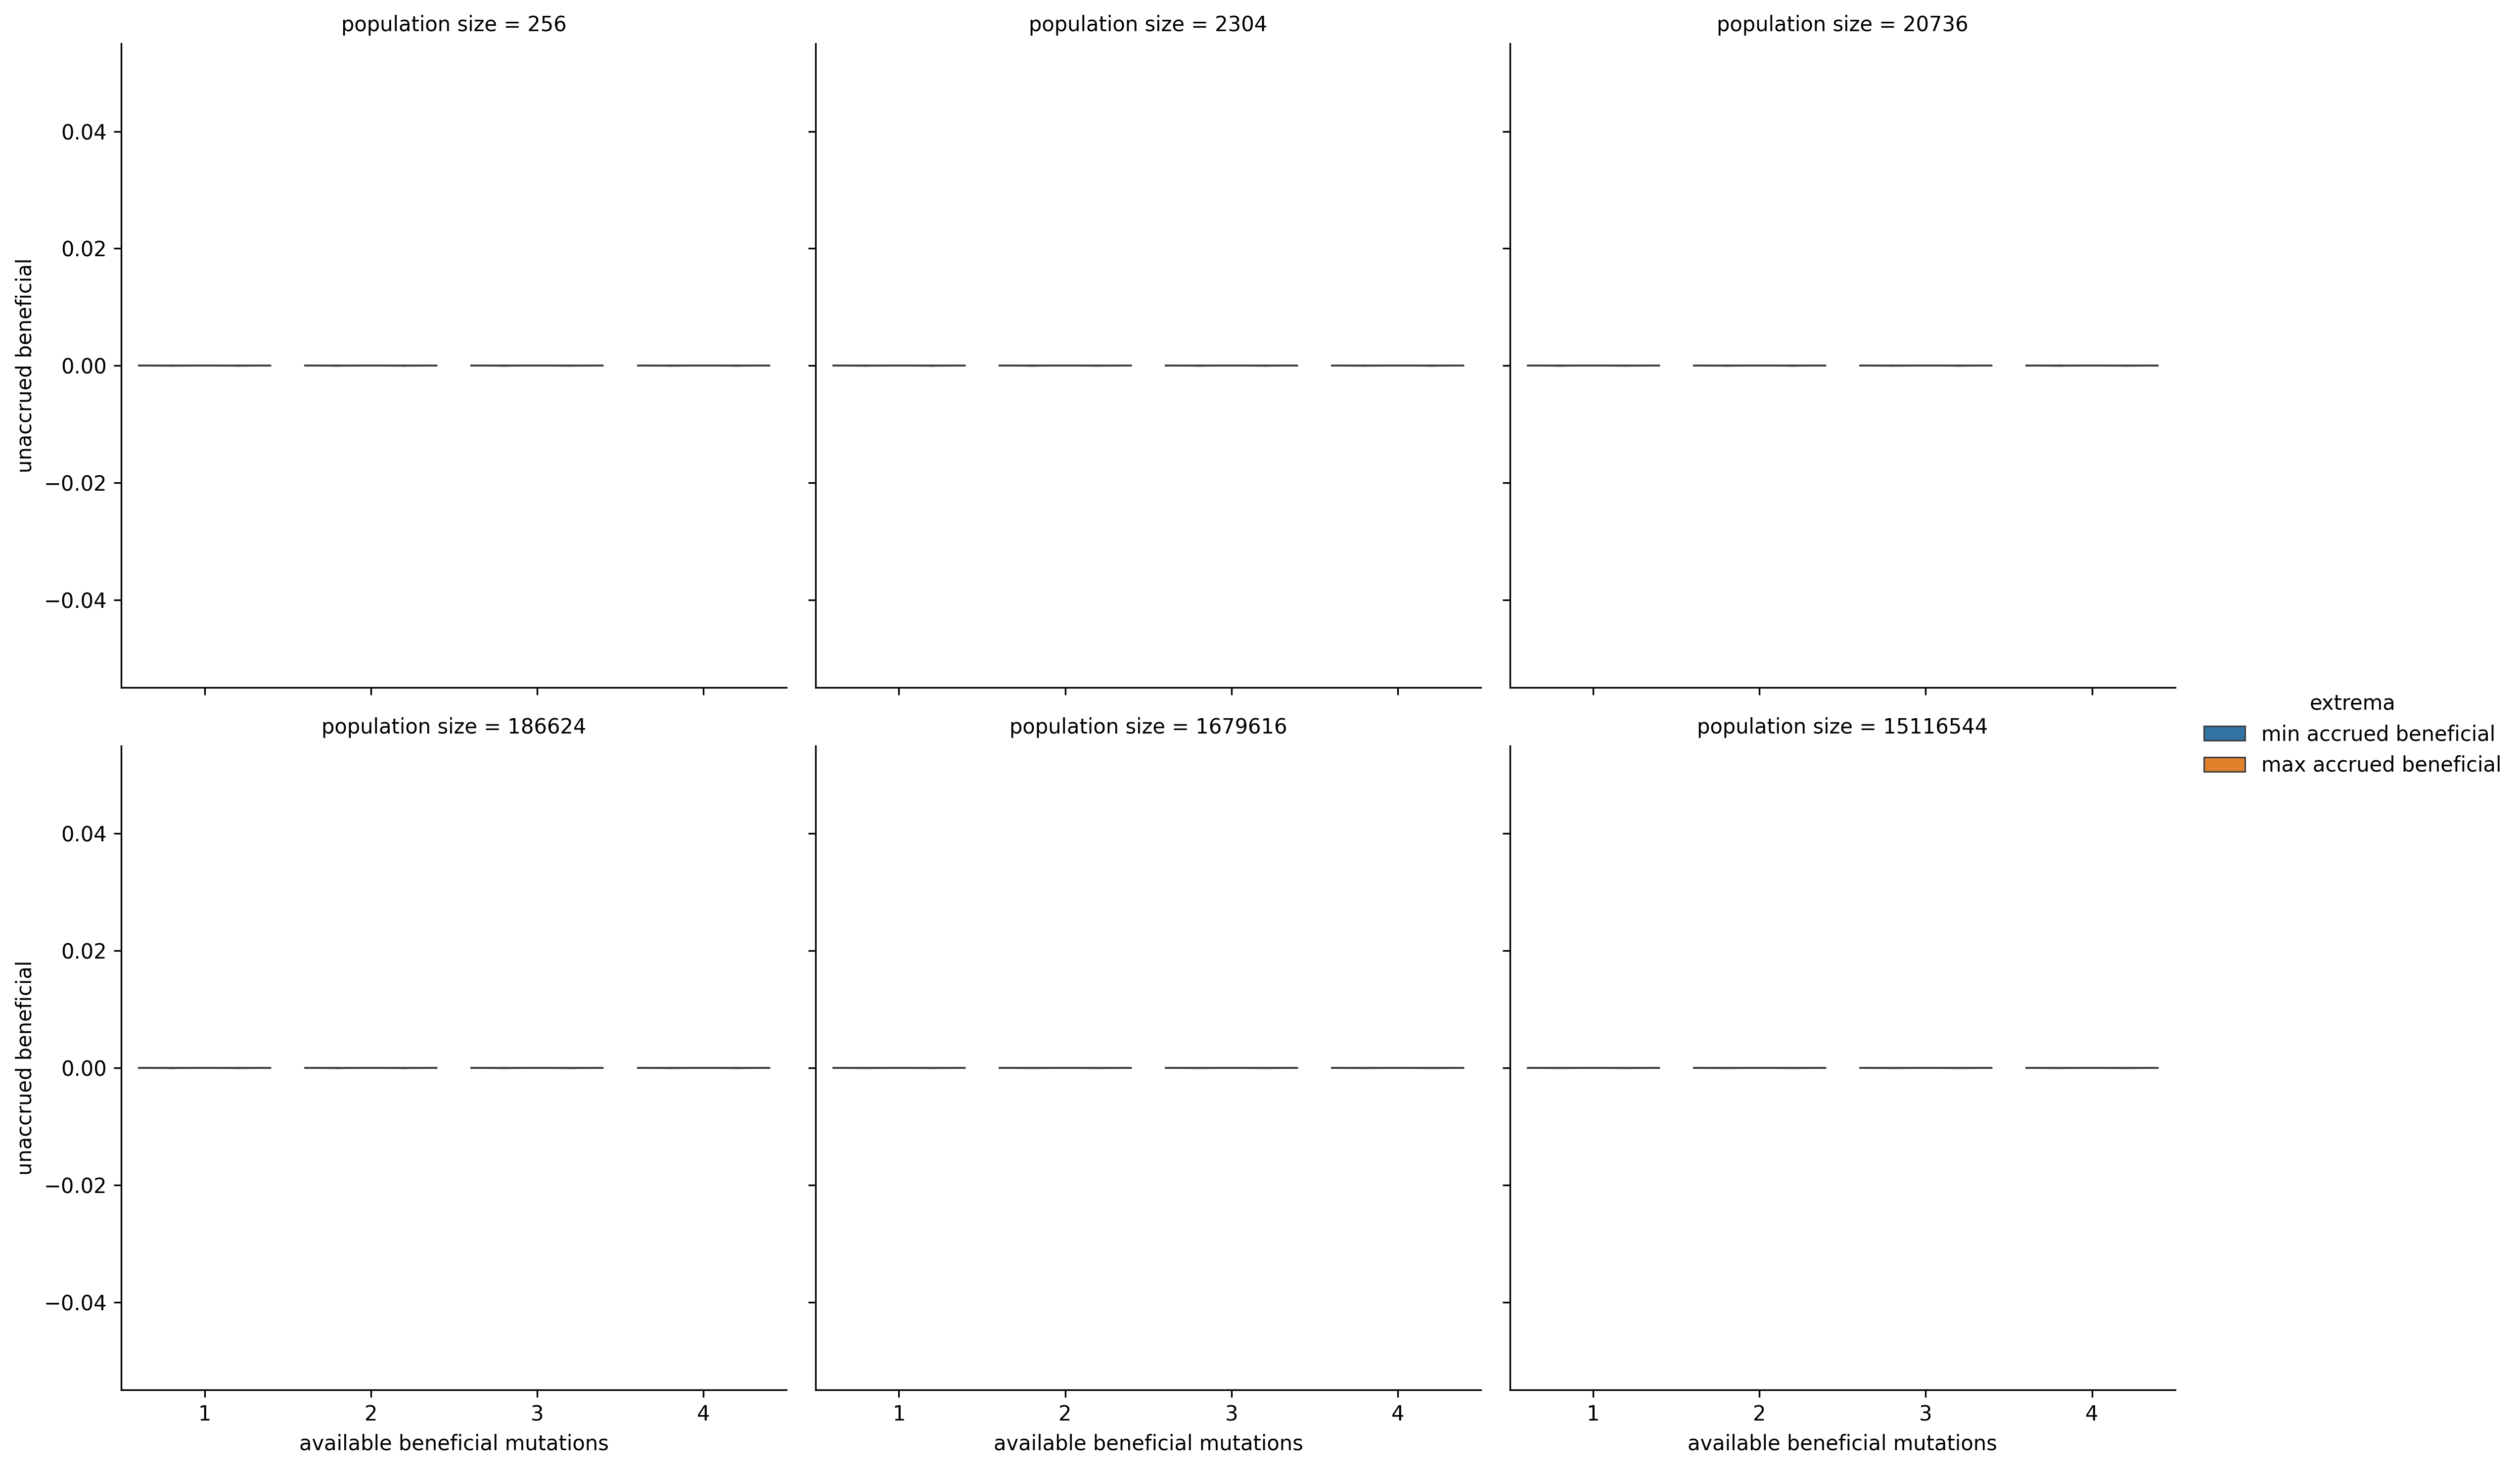 population size = 256
population size = 2304
population size = 20736
0.04
0.02
0.00
−0.02
−0.04
unaccrued beneficial
population size = 186624
population size = 1679616
population size = 15116544
extrema
min accrued beneficial
max accrued beneficial
0.04
0.02
0.00
−0.02
−0.04
unaccrued beneficial
1 2 3 4
1 2 3 4
1 2 3 4
available beneficial mutations
available beneficial mutations
available beneficial mutations